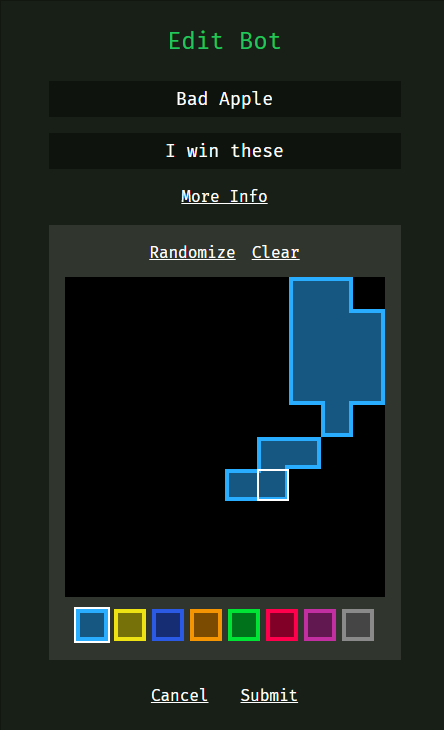 Edit Bot
Bad Apple
I win these
More Info
Randomize Clear
Cancel Submit